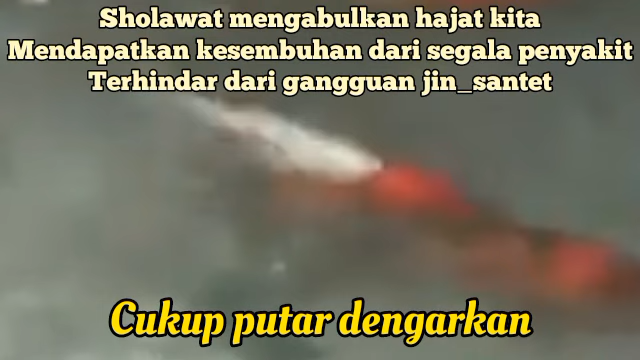 Sholawat mengabulkan hajat kita
Mendapatkan kesembuhan dari segala penyakit
Terhindar dari gangguan jin_santet
Cukup putar dengarkan